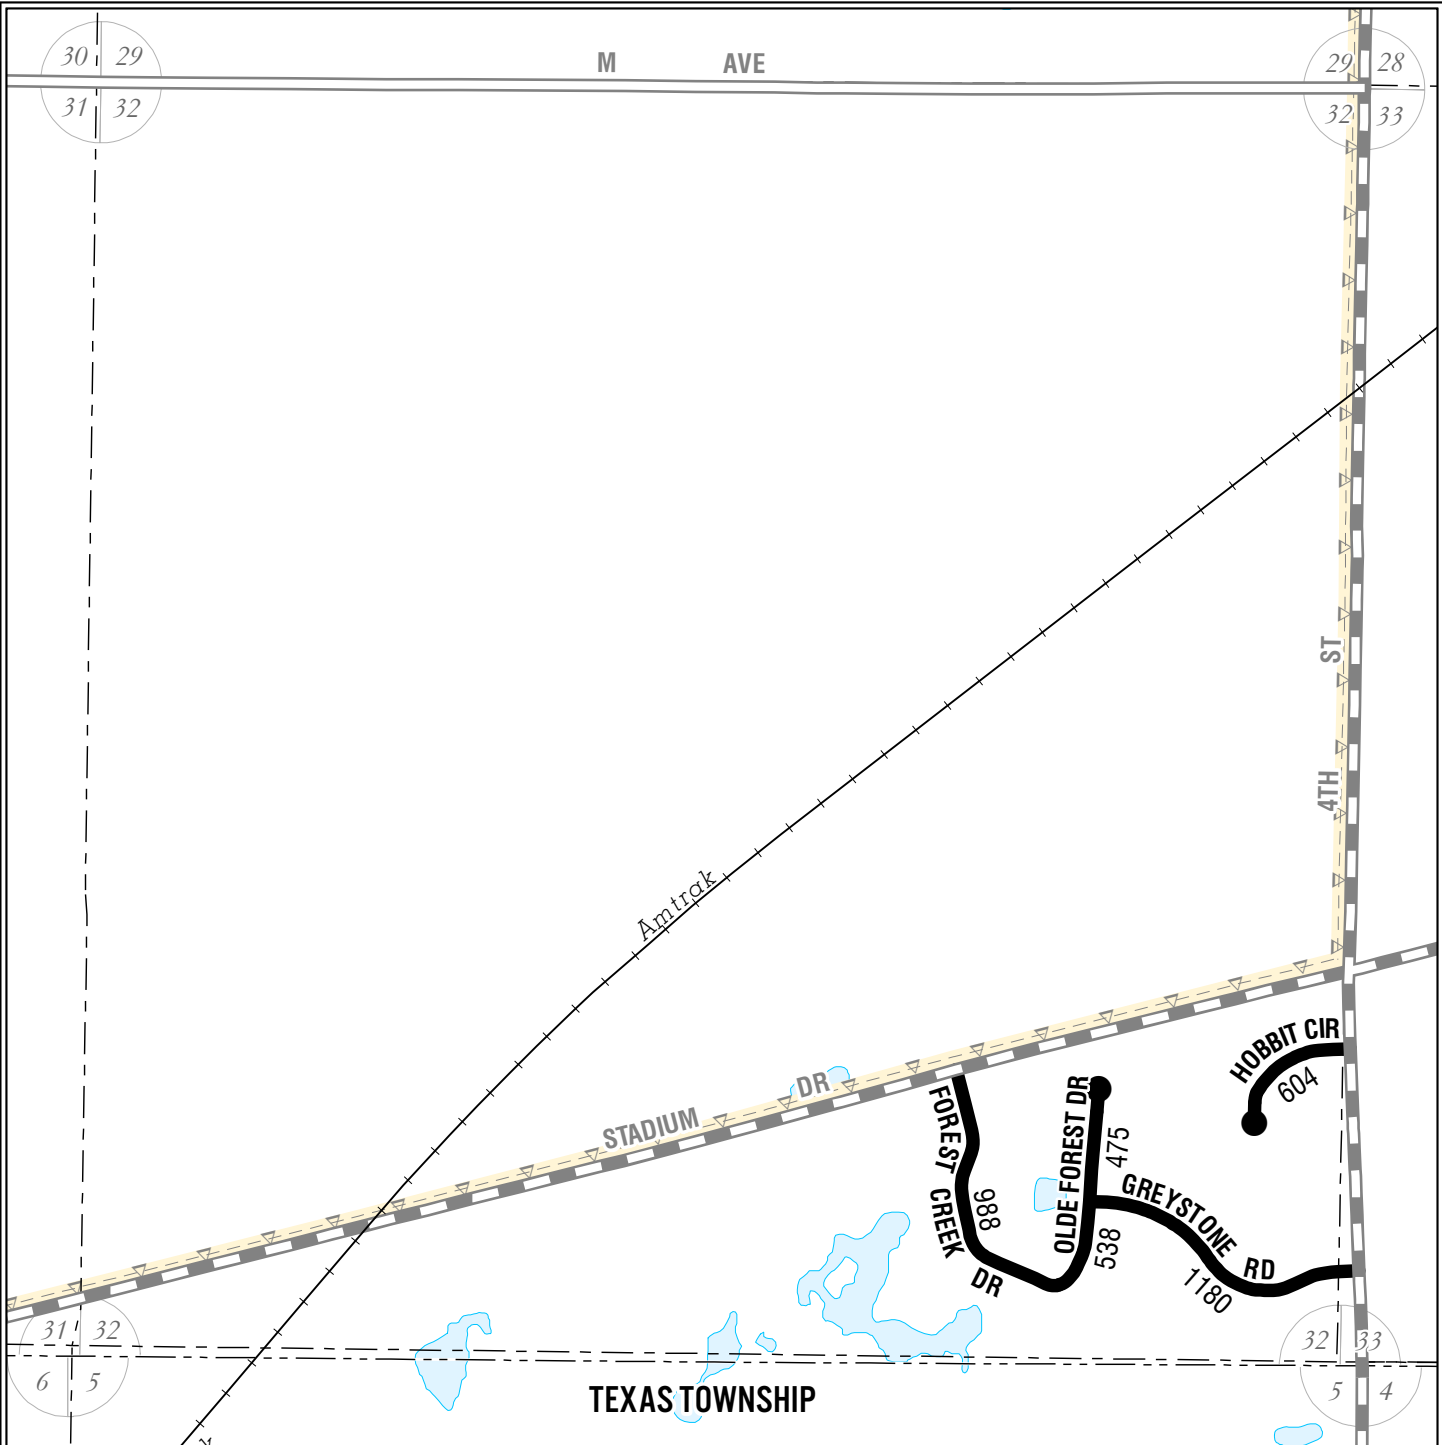 30 29
31 32
M AVE
29 28
32 33
4TH ST
Amtrak
STADIUM DR
HOBBIT CIR
604
FOREST CREEK DR
988
OLDE FOREST DR
475
538
GREYSTONE RD
1180
31 32
6 5
32 33
5 4
TEXAS TOWNSHIP